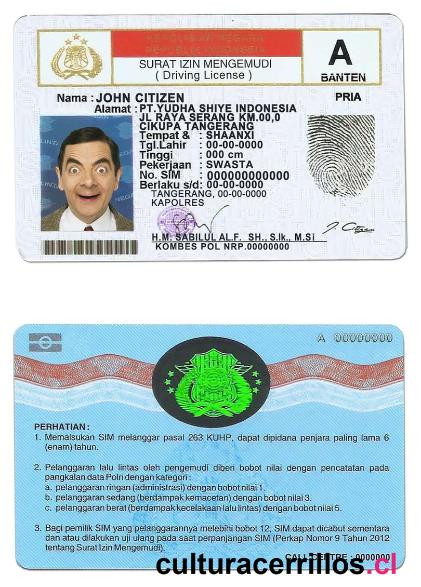 KEPOLISIAN NEGARA
REPUBLIK INDONESIA
SURAT IZIN MENGEMUDI
( Driving License )
A
BANTEN
Nama : JOHN CITIZEN
PRIA
Alamat : PT.YUDHA SHIYE INDONESIA
JL RAYA SERANG KM.00,0
CIKUPA TANGERANG
Tempat & : SHAANXI
Tgl.Lahir : 00-00-0000
Tinggi : 000 cm
Pekerjaan : SWASTA
No. SIM : 000000000000
Berlaku s/d: 00-00-0000
TANGERANG, 00-00-0000
KAPOLRES
J. Citizen
H.M. SABILUL AL.F. SH., S.Ik., M.Si
KOMBES POL NRP.00000000
A 00000000
PERHATIAN :
1. Memalsukan SIM melanggar pasal 263 KUHP, dapat dipidana penjara paling lama 6
(enam) tahun.
2. Pelanggaran lalu lintas oleh pengemudi diberi bobot nilai dengan pencatatan pada
pangkalan data Polri dengan kategori :
a. pelanggaran ringan (administrasi) dengan bobot nilai 1.
b. pelanggaran sedang (berdampak kemacetan) dengan bobot nilai 3.
c. pelanggaran berat (berdampak kecelakaan lalu lintas) dengan bobot nilai 5.
3. Bagi pemilik SIM yang pelanggarannya melebihi bobot 12, SIM dapat dicabut sementara
dan atau dilakukan uji ulang pada saat perpanjangan SIM (Perkap Nomor 9 Tahun 2012
tentang Surat Izin Mengemudi).
CALL CENTRE : 0000000
culturacerrillos.cl